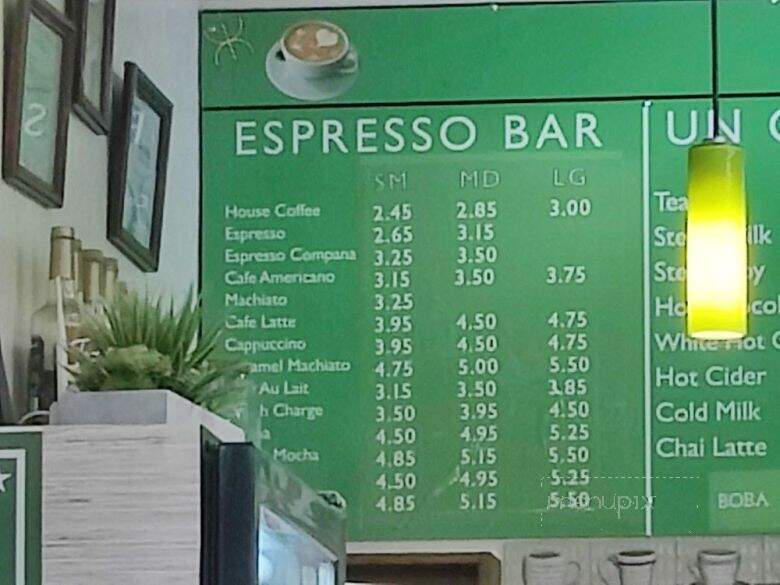 ESPRESSO BAR
SM MD LG
House Coffee 2.45 2.85 3.00
Espresso 2.65 3.15
Espresso Compana 3.25 3.50
Cafe Americano 3.15 3.50 3.75
Machiato 3.25
Cafe Latte 3.95 4.50 4.75
Cappuccino 3.95 4.50 4.75
amel Machiato 4.75 5.00 5.50
Au Lait 3.15 3.50 3.85
Charge 3.50 3.95 4.50
4.50 4.95 5.25
Mocha 4.85 5.15 5.50
4.50 4.95 5.25
4.85 5.15 5.50
UN
Tea
White Hot
Hot Cider
Cold Milk
Chai Latte
BOBA
menupix
S